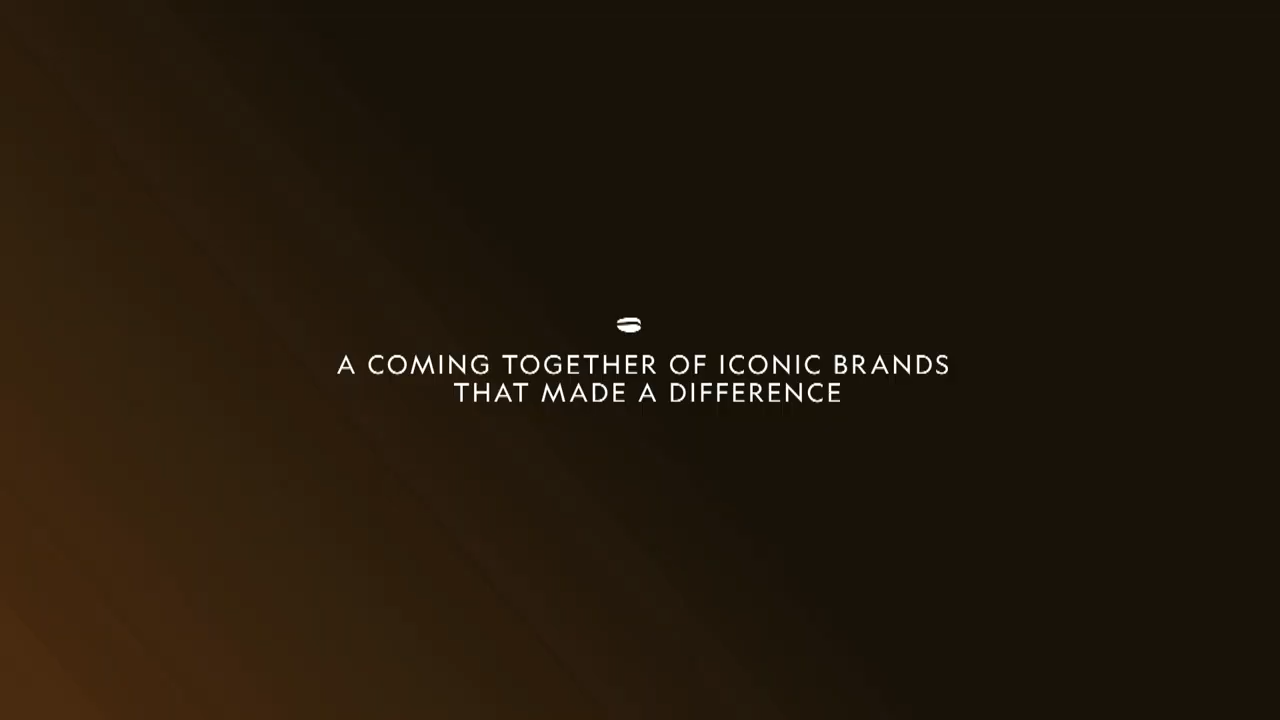 A COMING TOGETHER OF ICONIC BRANDS
THAT MADE A DIFFERENCE